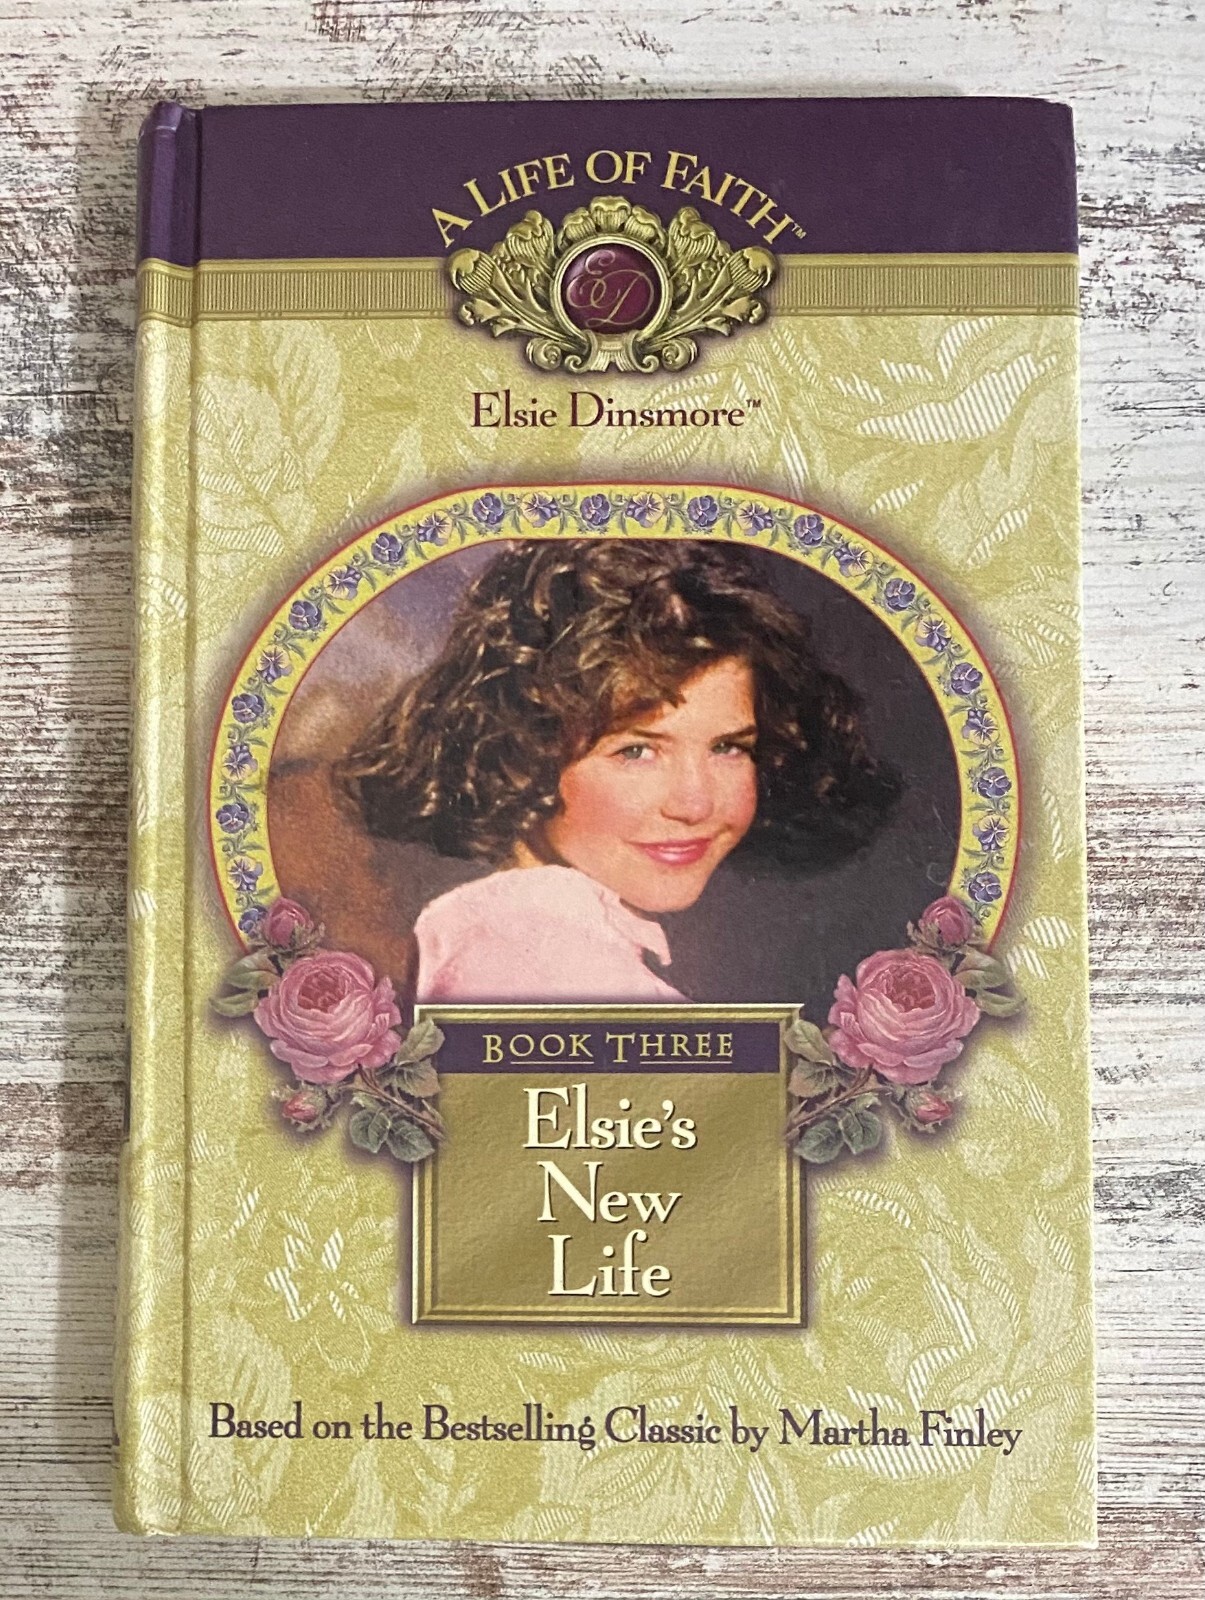 A LIFE OF FAITH™
ED
Elsie Dinsmore™
BOOK THREE
Elsie's
New
Life
Based on the Bestselling Classic by Martha Finley